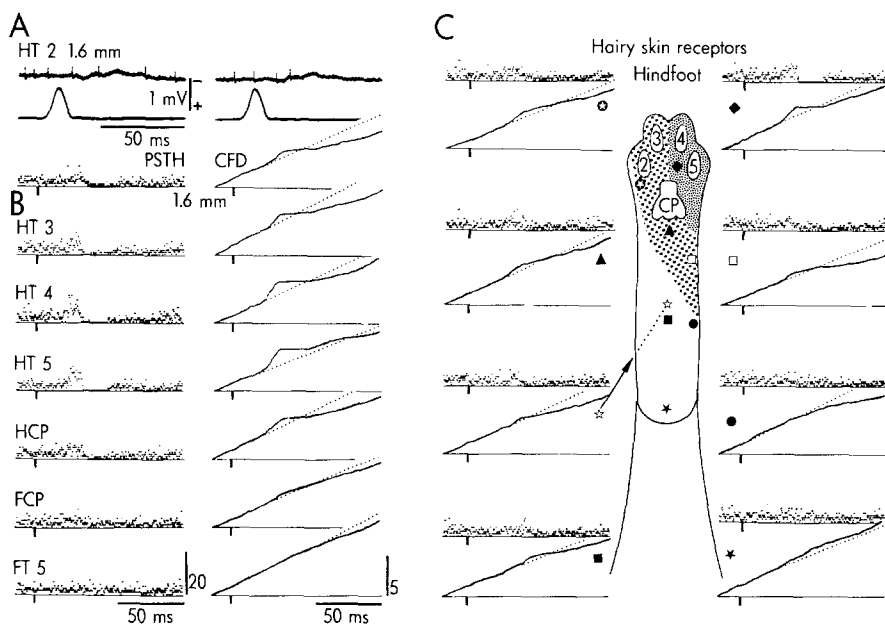 A
HT 2 1.6 mm
1 mV
−
+
50 ms
PSTH
CFD
1.6 mm
B
HT 3
HT 4
HT 5
HCP
FCP
FT 5
20
5
50 ms
50 ms
C
Hairy skin receptors
Hindfoot
3
4
2
5
CP